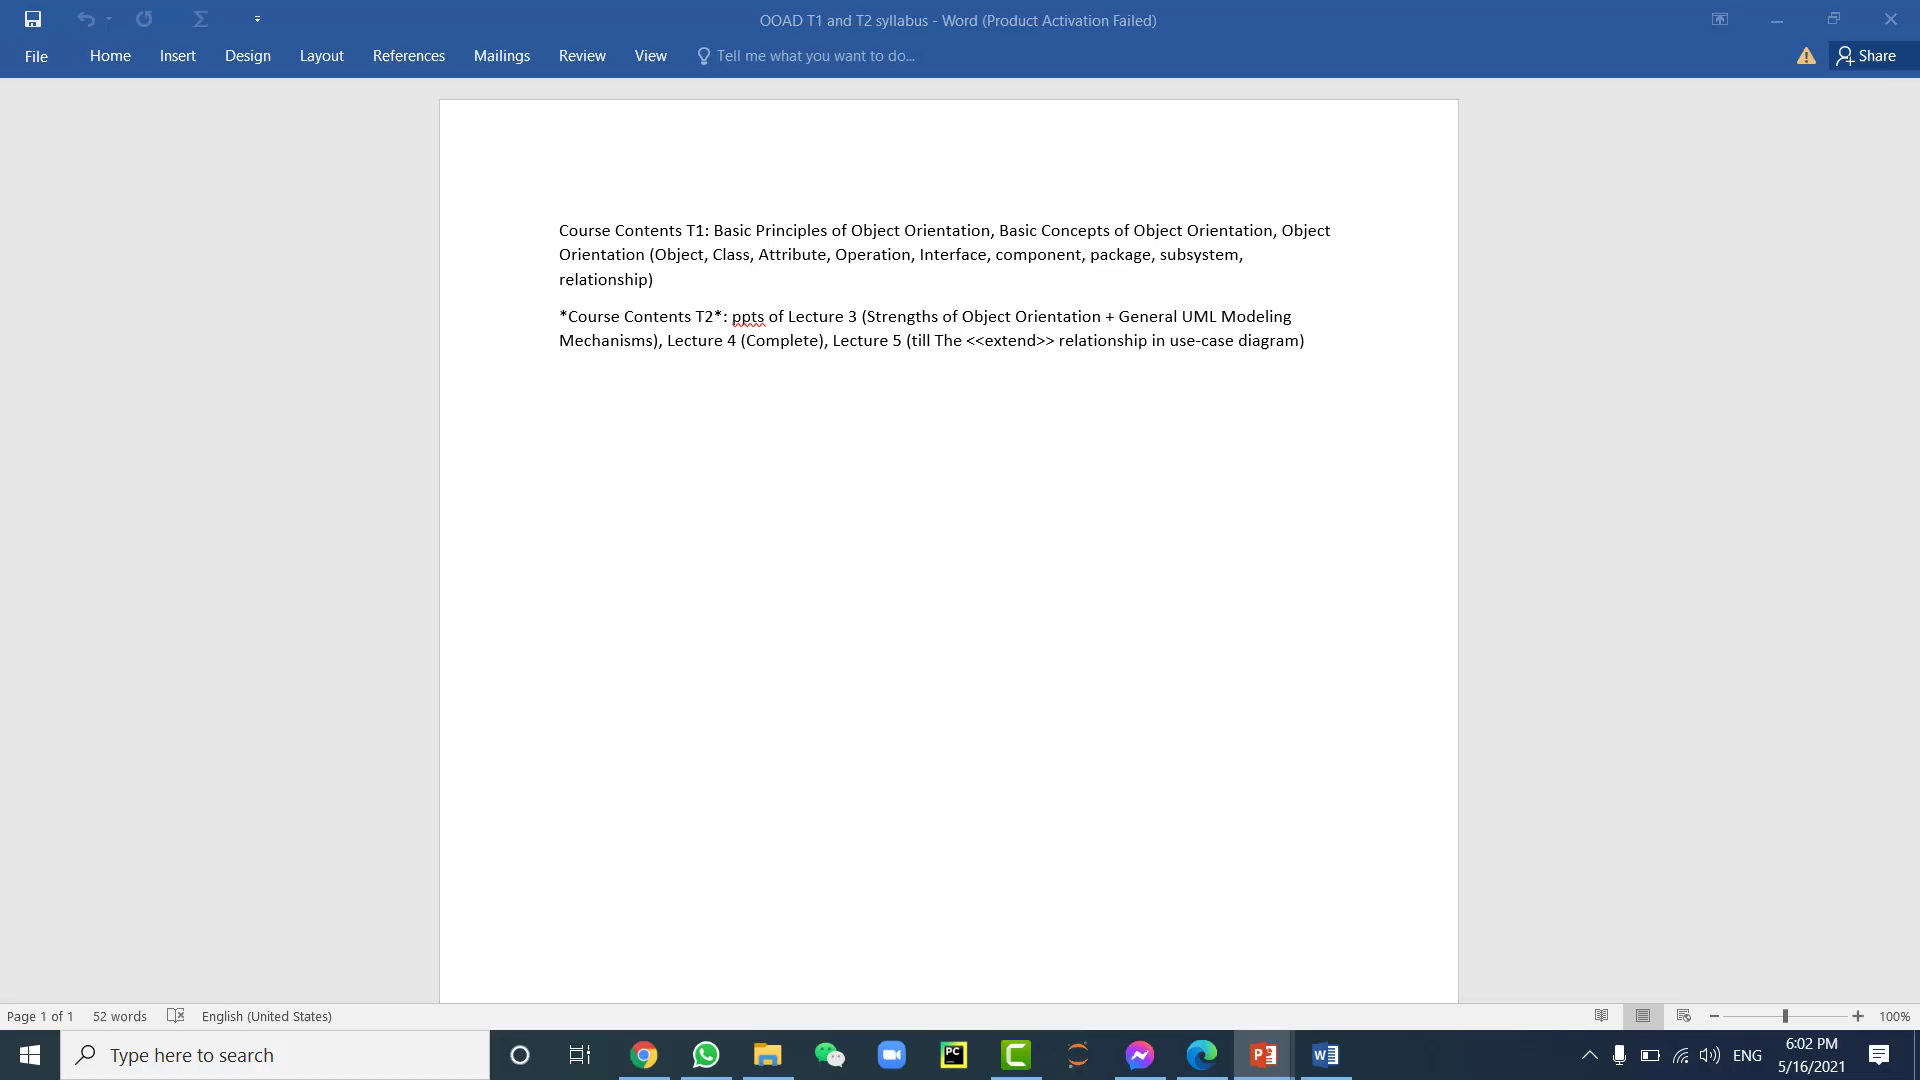 OOAD T1 and T2 syllabus - Word (Product Activation Failed)
File Home Insert Design Layout References Mailings Review View Tell me what you want to do... Share
Course Contents T1: Basic Principles of Object Orientation, Basic Concepts of Object Orientation, Object
Orientation (Object, Class, Attribute, Operation, Interface, component, package, subsystem,
relationship)
*Course Contents T2*: ppts of Lecture 3 (Strengths of Object Orientation + General UML Modeling
Mechanisms), Lecture 4 (Complete), Lecture 5 (till The <<extend>> relationship in use-case diagram)
Page 1 of 1 52 words English (United States) 100%
Type here to search
ENG
6:02 PM
5/16/2021